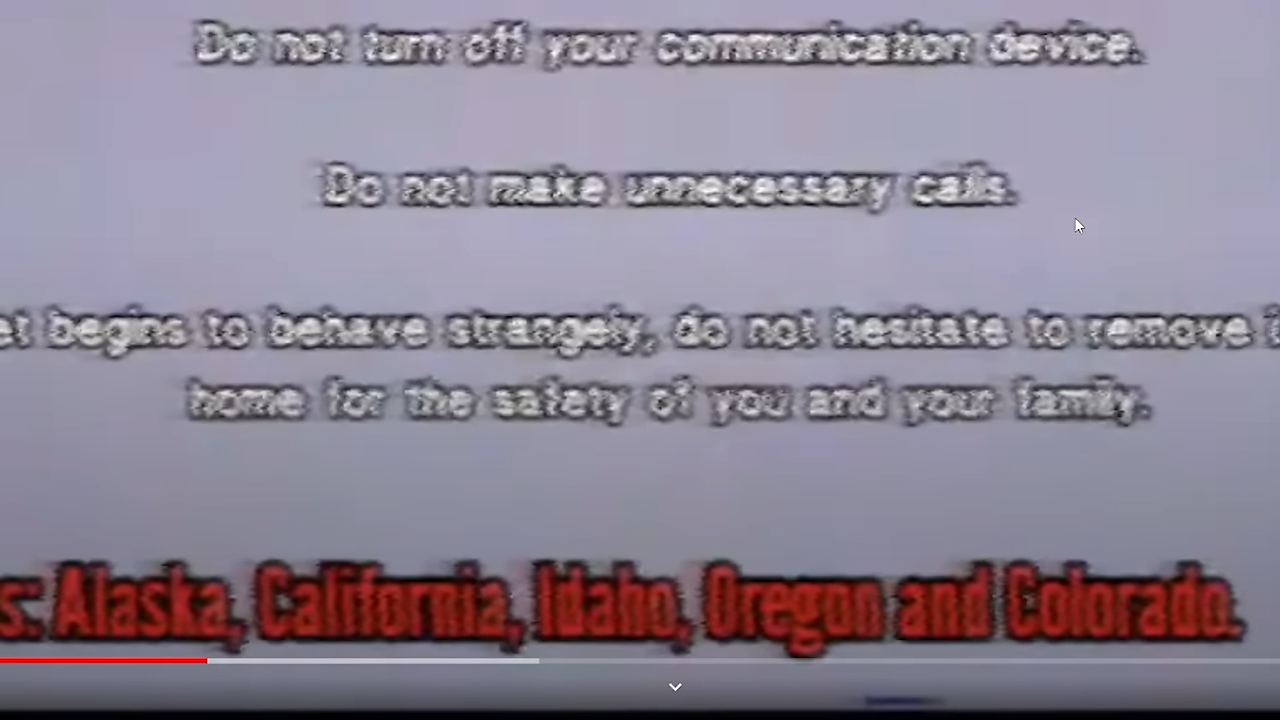 Do not turn off your communication device.
Do not make unnecessary calls.
begins to behave strangely, do not hesitate to remove
home for the safety of you and your family.
Alaska, California, Idaho, Oregon and Colorado.